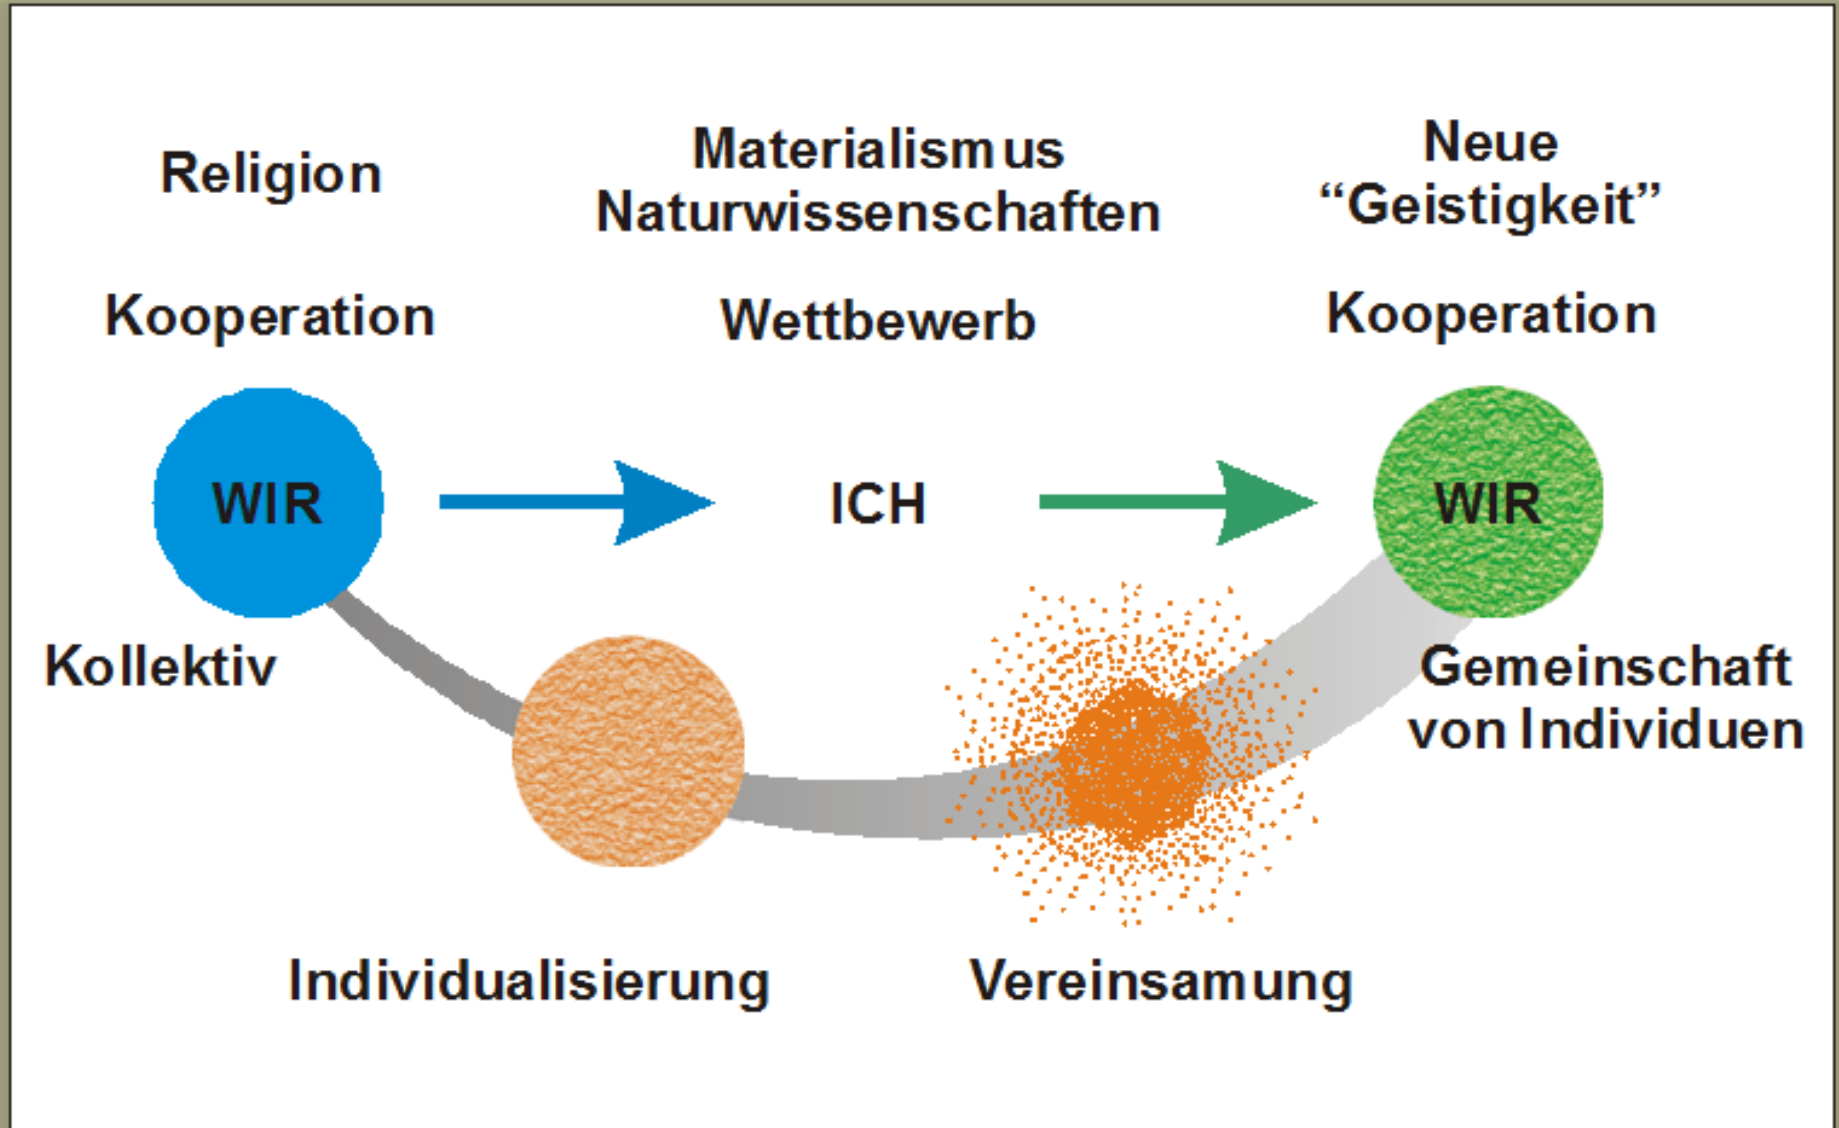 Religion
Materialismus
Naturwissenschaften
Neue
“Geistigkeit”
Kooperation
Wettbewerb
Kooperation
WIR
ICH
WIR
Kollektiv
Gemeinschaft
von Individuen
Individualisierung
Vereinsamung